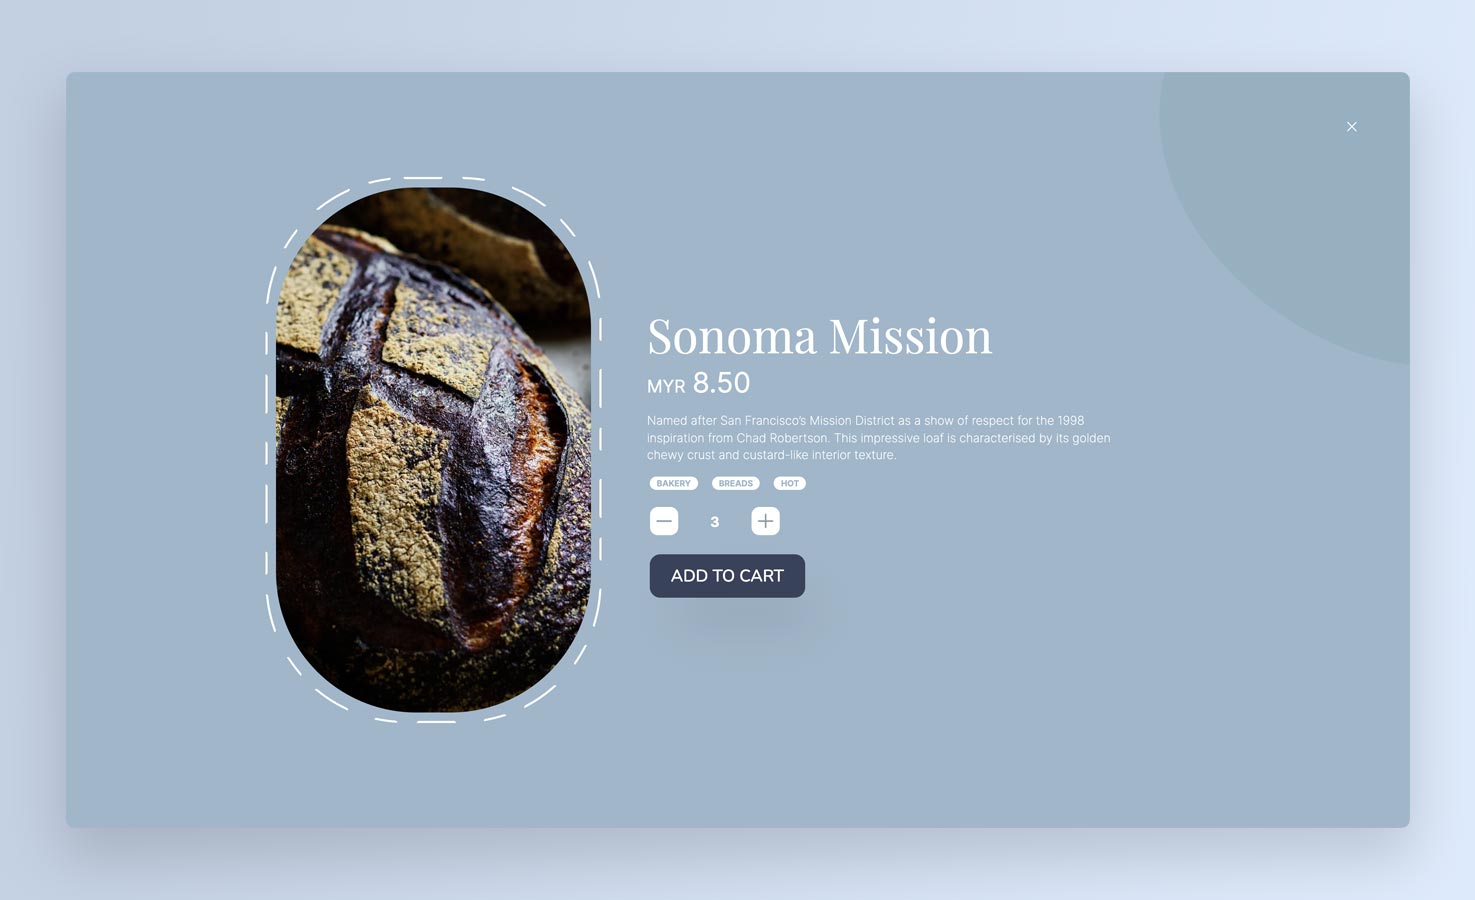 Sonoma Mission
MYR 8.50
Named after San Francisco's Mission District as a show of respect for the 1998
inspiration from Chad Robertson. This impressive loaf is characterised by its golden
chewy crust and custard-like interior texture.
BAKERY BREADS HOT
3
ADD TO CART